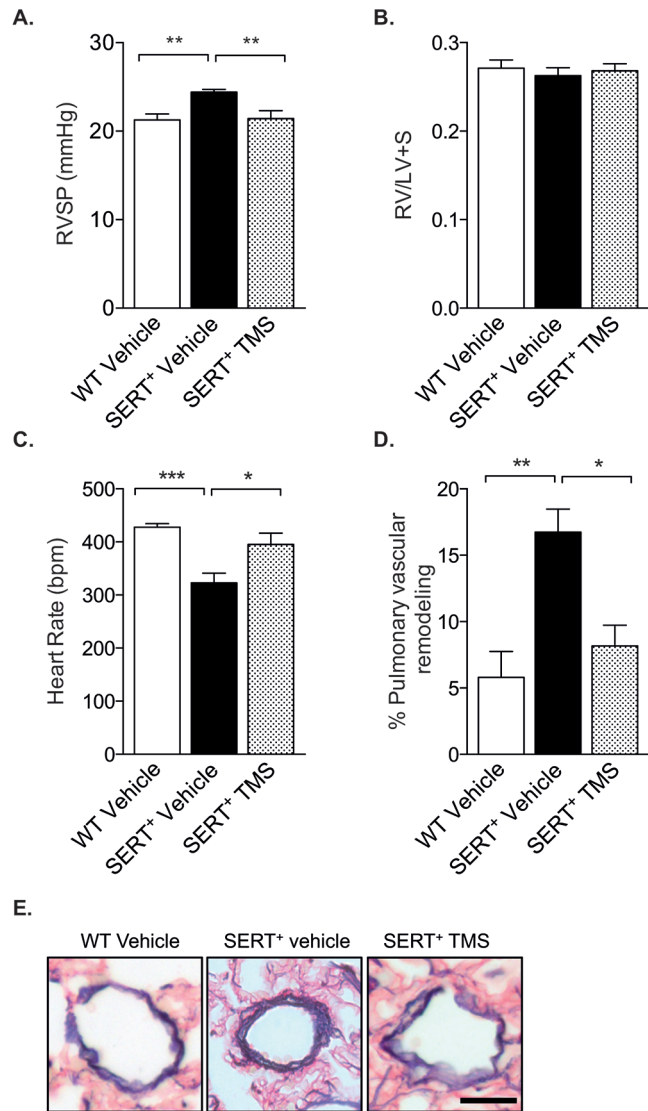 A.
** **
RVSP (mmHg)
30
20
10
0
WT Vehicle
SERT⁺ Vehicle
SERT⁺ TMS
B.
RV/LV+S
0.3
0.2
0.1
0.0
WT Vehicle
SERT⁺ Vehicle
SERT⁺ TMS
C.
*** *
Heart Rate (bpm)
500
400
300
200
100
0
WT Vehicle
SERT⁺ Vehicle
SERT⁺ TMS
D.
** *
% Pulmonary vascular
remodeling
20
15
10
5
0
WT Vehicle
SERT⁺ Vehicle
SERT⁺ TMS
E.
WT Vehicle
SERT⁺ vehicle
SERT⁺ TMS